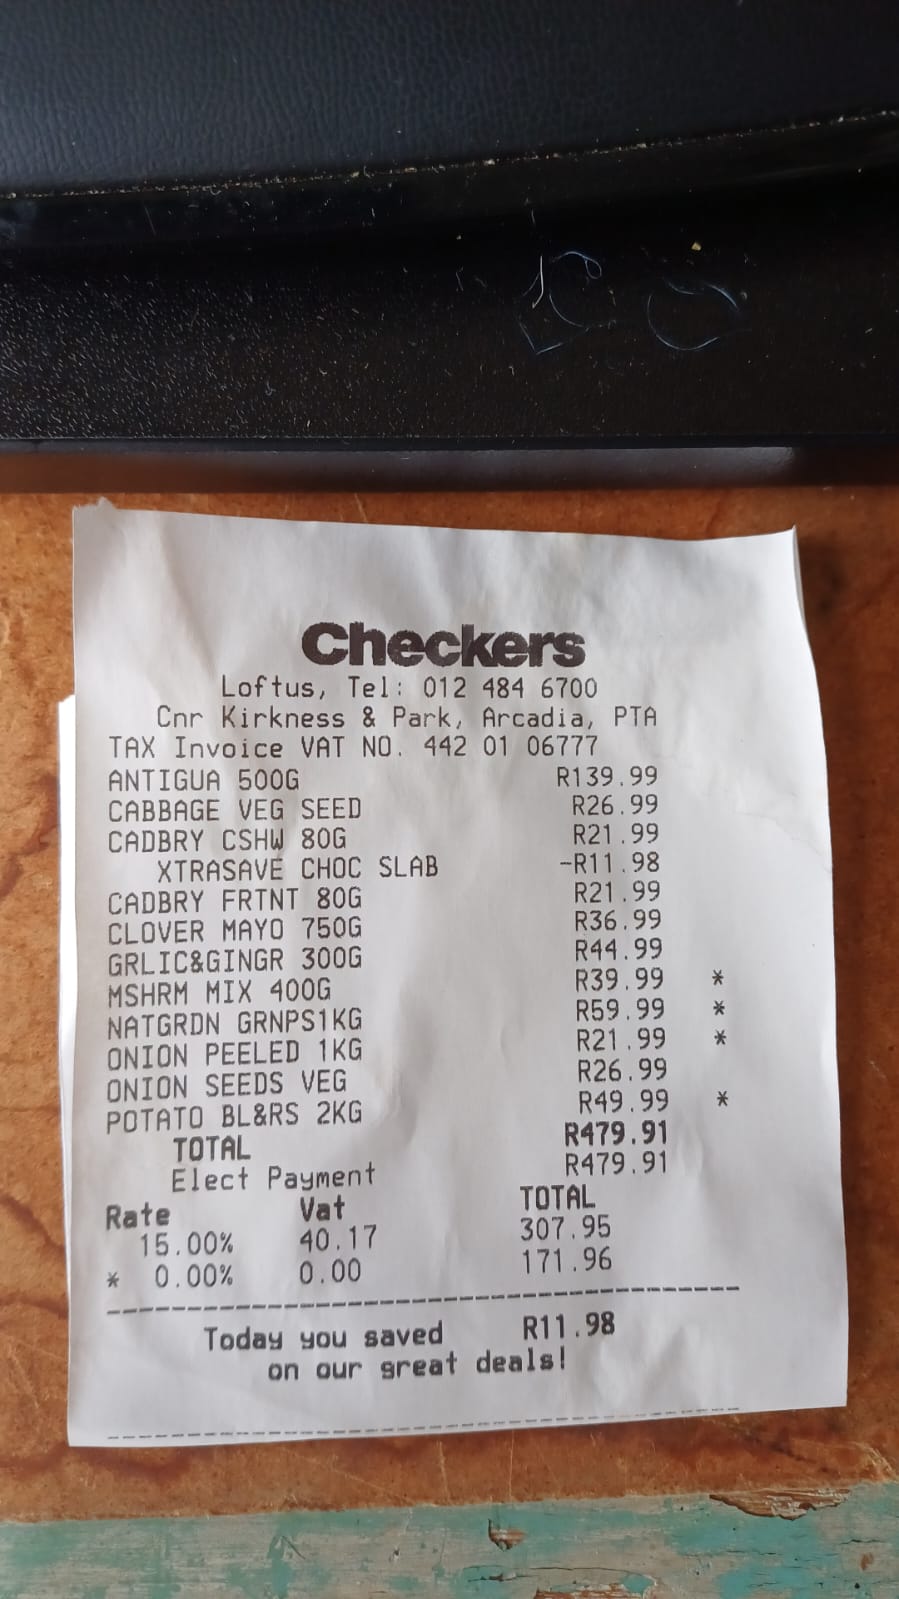 Checkers
Loftus, Tel: 012 484 6700
Cnr Kirkness & Park, Arcadia, PTA
TAX Invoice VAT NO. 442 01 06777
ANTIGUA 500G R139.99
CABBAGE VEG SEED R26.99
CADBRY CSHW 80G R21.99
XTRASAVE CHOC SLAB -R11.98
CADBRY FRTNT 80G R21.99
CLOVER MAYO 750G R36.99
GRLIC&GINGR 300G R44.99
MSHRM MIX 400G R39.99 *
NATGRDN GRNPS1KG R59.99 *
ONION PEELED 1KG R21.99 *
ONION SEEDS VEG R26.99
POTATO BL&RS 2KG R49.99 *
TOTAL R479.91
Elect Payment R479.91
Rate Vat TOTAL
15.00% 40.17 307.95
* 0.00% 0.00 171.96
Today you saved R11.98
on our great deals!